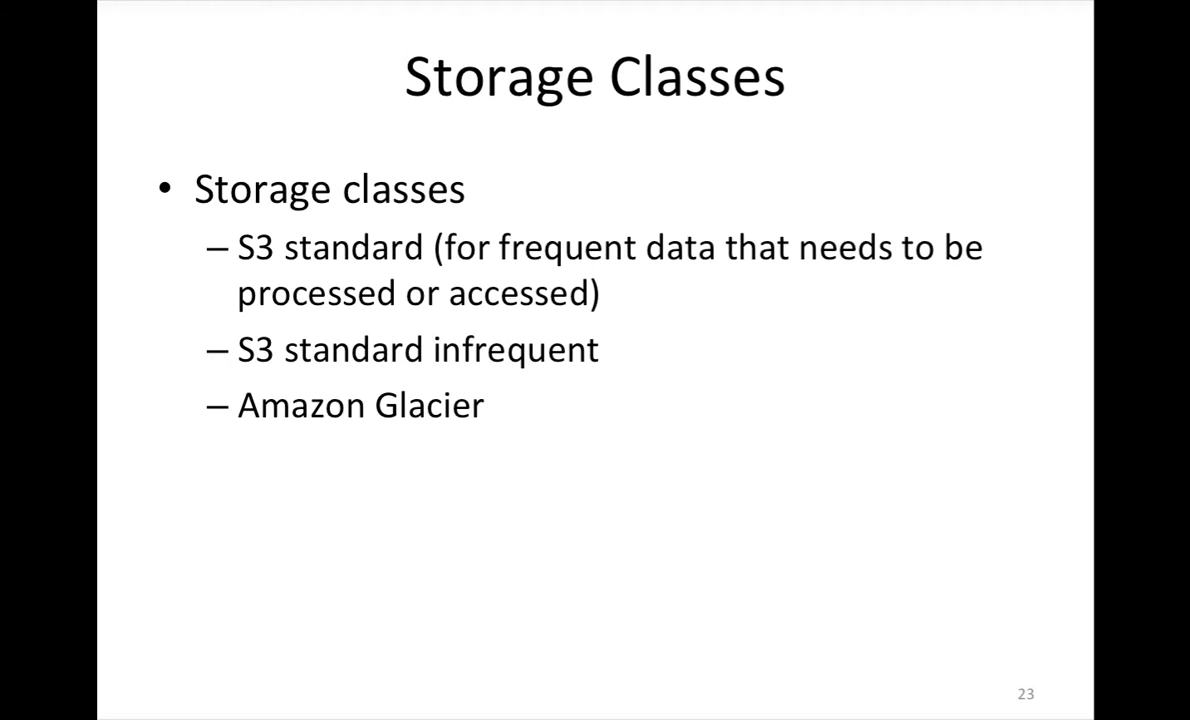 Storage Classes
• Storage classes
– S3 standard (for frequent data that needs to be
processed or accessed)
– S3 standard infrequent
– Amazon Glacier
23